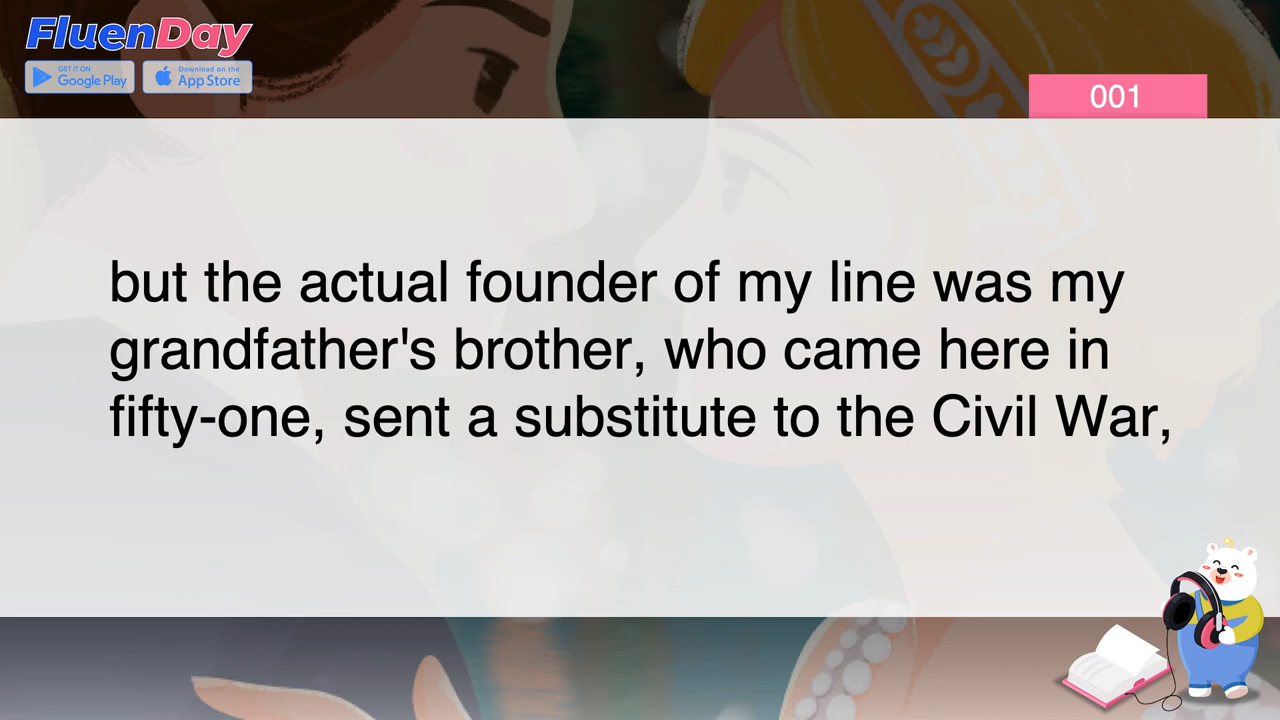 FluenDay
GET IT ON
Google Play
Download on the
App Store
001
but the actual founder of my line was my
grandfather's brother, who came here in
fifty-one, sent a substitute to the Civil War,